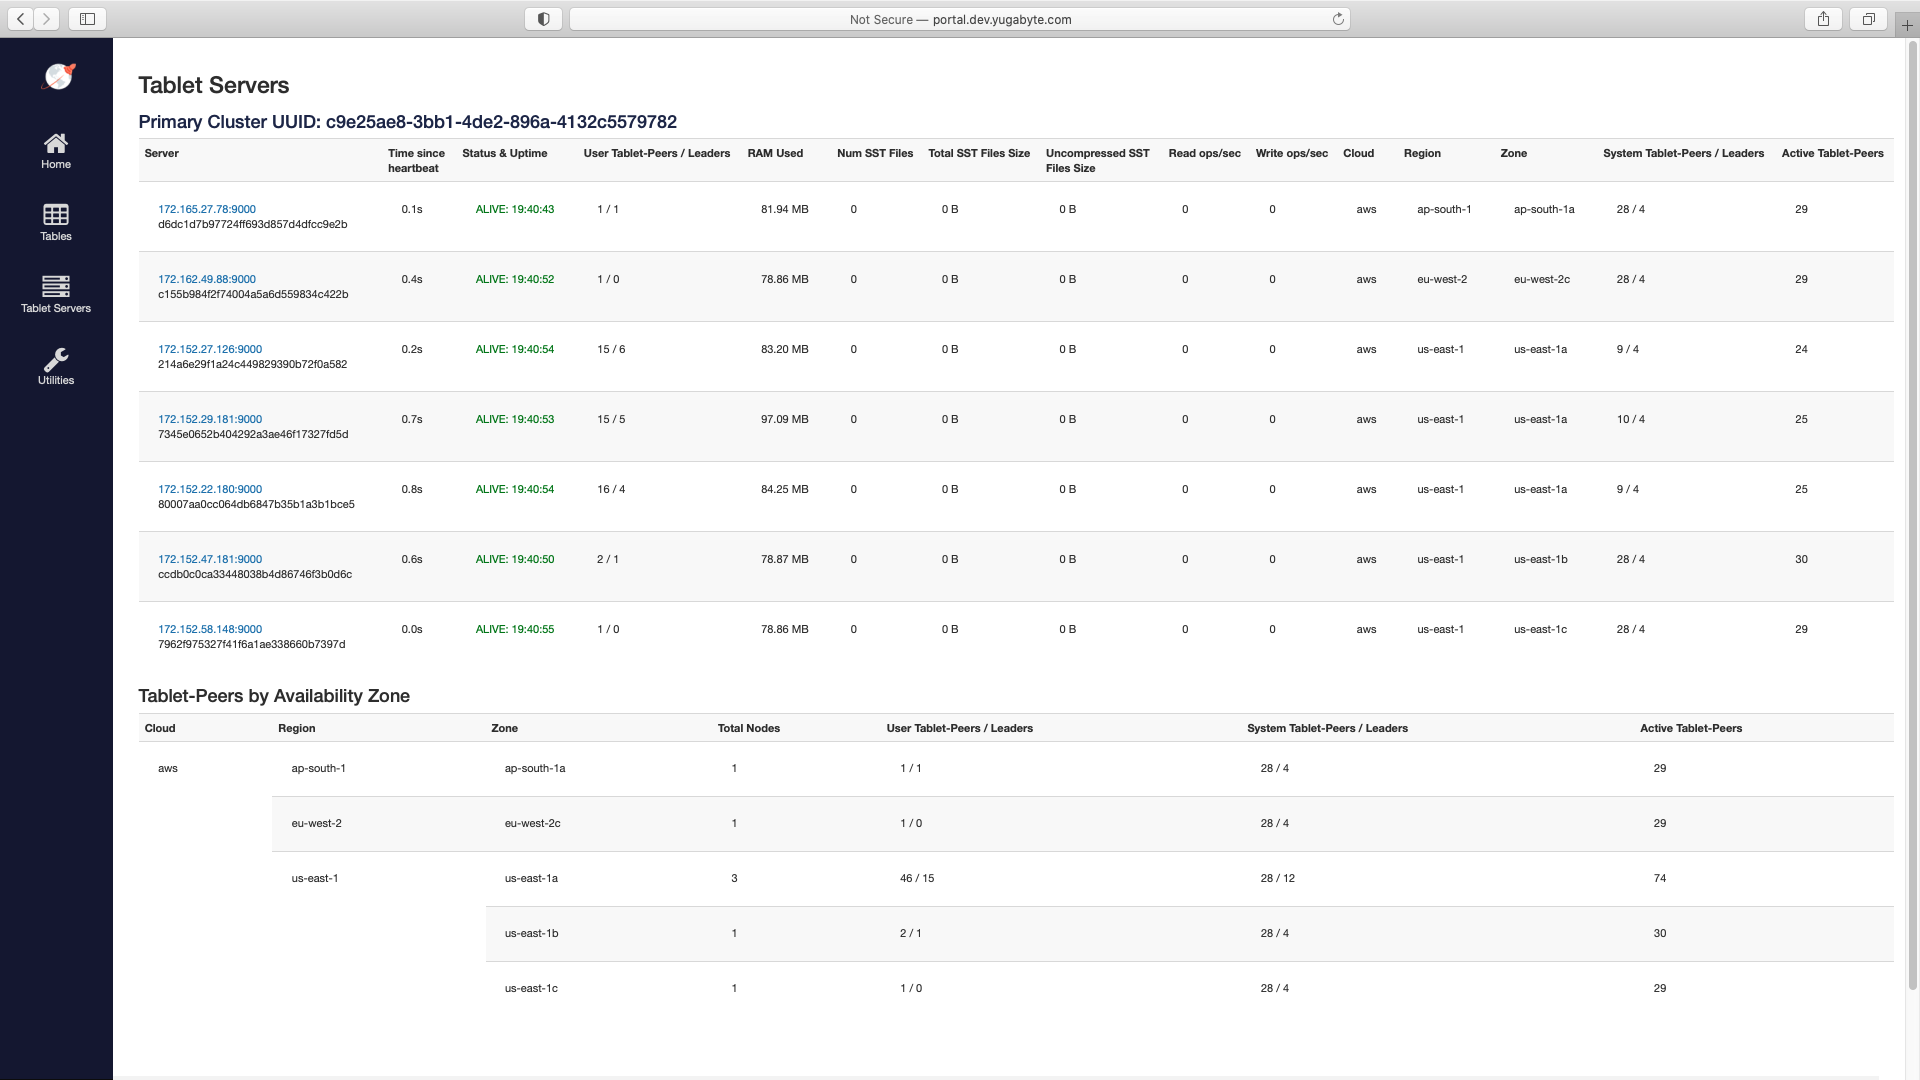 Not Secure — portal.dev.yugabyte.com
Home
Tables
Tablet Servers
Utilities
Tablet Servers
Primary Cluster UUID: c9e25ae8-3bb1-4de2-896a-4132c5579782
Server Time since heartbeat Status & Uptime User Tablet-Peers / Leaders RAM Used Num SST Files Total SST Files Size Uncompressed SST Files Size Read ops/sec Write ops/sec Cloud Region Zone System Tablet-Peers / Leaders Active Tablet-Peers
172.165.27.78:9000 0.1s ALIVE: 19:40:43 1 / 1 81.94 MB 0 0 B 0 B 0 0 aws ap-south-1 ap-south-1a 28 / 4 29
d6dc1d7b97724ff693d857d4dfcc9e2b
172.162.49.88:9000 0.4s ALIVE: 19:40:52 1 / 0 78.86 MB 0 0 B 0 B 0 0 aws eu-west-2 eu-west-2c 28 / 4 29
c155b984f2f74004a5a6d559834c422b
172.152.27.126:9000 0.2s ALIVE: 19:40:54 15 / 6 83.20 MB 0 0 B 0 B 0 0 aws us-east-1 us-east-1a 9 / 4 24
214a6e29f1a24c449829390b72f0a582
172.152.29.181:9000 0.7s ALIVE: 19:40:53 15 / 5 97.09 MB 0 0 B 0 B 0 0 aws us-east-1 us-east-1a 10 / 4 25
7345e0652b404292a3ae46f17327fd5d
172.152.22.180:9000 0.8s ALIVE: 19:40:54 16 / 4 84.25 MB 0 0 B 0 B 0 0 aws us-east-1 us-east-1a 9 / 4 25
80007aa0cc064db6847b35b1a3b1bce5
172.152.47.181:9000 0.6s ALIVE: 19:40:50 2 / 1 78.87 MB 0 0 B 0 B 0 0 aws us-east-1 us-east-1b 28 / 4 30
ccdb0c0ca33448038b4d86746f3b0d6c
172.152.58.148:9000 0.0s ALIVE: 19:40:55 1 / 0 78.86 MB 0 0 B 0 B 0 0 aws us-east-1 us-east-1c 28 / 4 29
7962f975327f41f6a1ae338660b7397d
Tablet-Peers by Availability Zone
Cloud Region Zone Total Nodes User Tablet-Peers / Leaders System Tablet-Peers / Leaders Active Tablet-Peers
aws ap-south-1 ap-south-1a 1 1 / 1 28 / 4 29
eu-west-2 eu-west-2c 1 1 / 0 28 / 4 29
us-east-1 us-east-1a 3 46 / 15 28 / 12 74
us-east-1b 1 2 / 1 28 / 4 30
us-east-1c 1 1 / 0 28 / 4 29